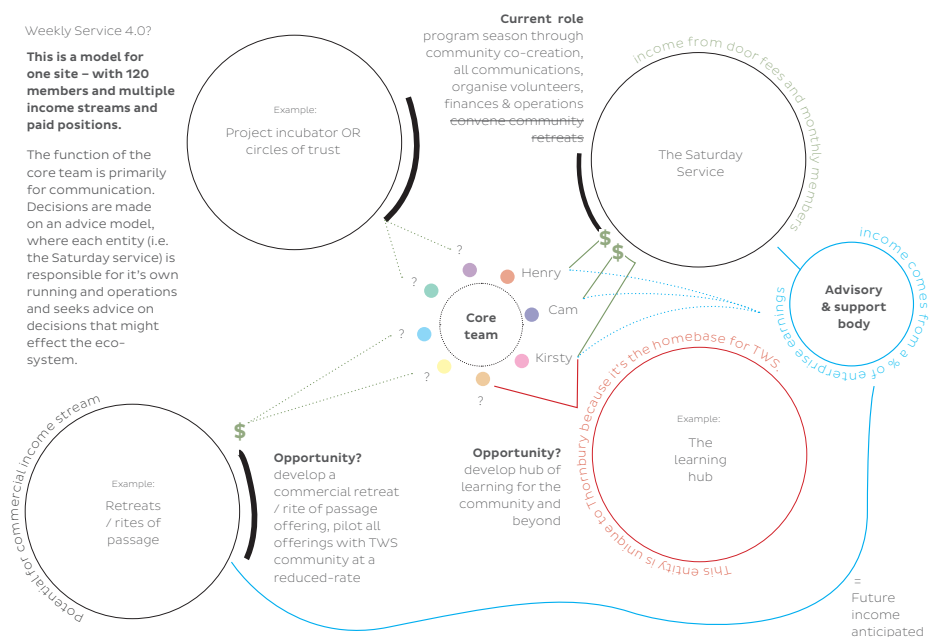 Weekly Service 4.0?
This is a model for
one site – with 120
members and multiple
income streams and
paid positions.
The function of the
core team is primarily
for communication.
Decisions are made
on an advice model,
where each entity (i.e.
the Saturday service) is
responsible for it's own
running and operations
and seeks advice on
decisions that might
effect the eco-
system.
Example:
Project incubator OR
circles of trust
Current role
program season through
community co-creation,
all communications,
organise volunteers,
finances & operations
convene community
retreats
income from door fees and monthly members
The Saturday
Service
$
$
income comes from a % of enterprise earnings
Advisory
& support
body
?
?
?
?
?
Henry
Cam
Kirsty
Core
team
This entity is unique to Thornbury because it's the homebase for TWS.
Example:
The
learning
hub
Opportunity?
develop hub of
learning for the
community and
beyond
Potential for commercial income stream
$
Example:
Retreats
/ rites of
passage
Opportunity?
develop a
commercial retreat
/ rite of passage
offering, pilot all
offerings with TWS
community at a
reduced-rate
=
Future
income
anticipated